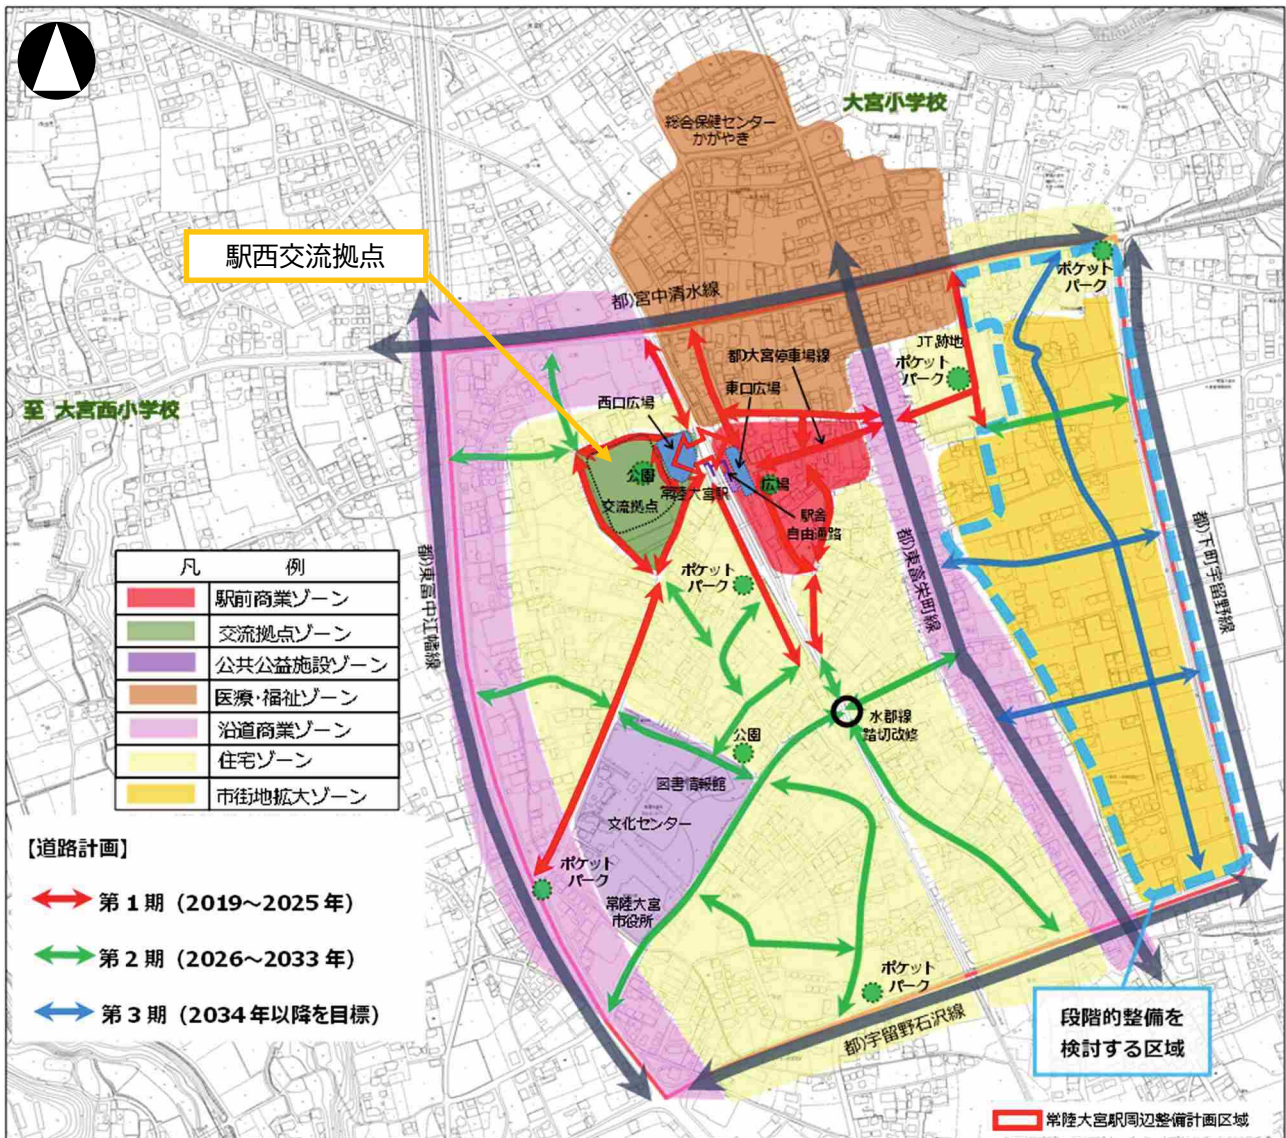 大宮小学校
総合保健センター
かがやき
駅西交流拠点
ポケット
パーク
都)宮中清水線
JT跡地
都)大宮停車場線
ポケット
パーク
東口広場
西口広場
至 大宮西小学校
公園
常陸大宮駅
広場
交流拠点
駅舎
自由通路
都)下町宇留野線
都)東富栄町線
都)東富中江幡線
ポケット
パーク
凡 例
駅前商業ゾーン
交流拠点ゾーン
公共公益施設ゾーン
医療・福祉ゾーン
沿道商業ゾーン
住宅ゾーン
市街地拡大ゾーン
水郡線
踏切改修
公園
図書情報館
文化センター
【道路計画】
第1期(2019～2025年)
第2期(2026～2033年)
第3期(2034年以降を目標)
ポケット
パーク
常陸大宮
市役所
ポケット
パーク
都)宇留野石沢線
段階的整備を
検討する区域
常陸大宮駅周辺整備計画区域